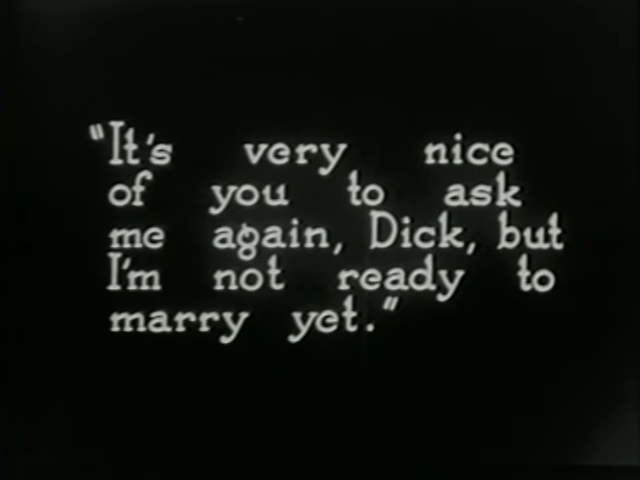 "It's very nice
of you to ask
me again, Dick, but
I'm not ready to
marry yet."